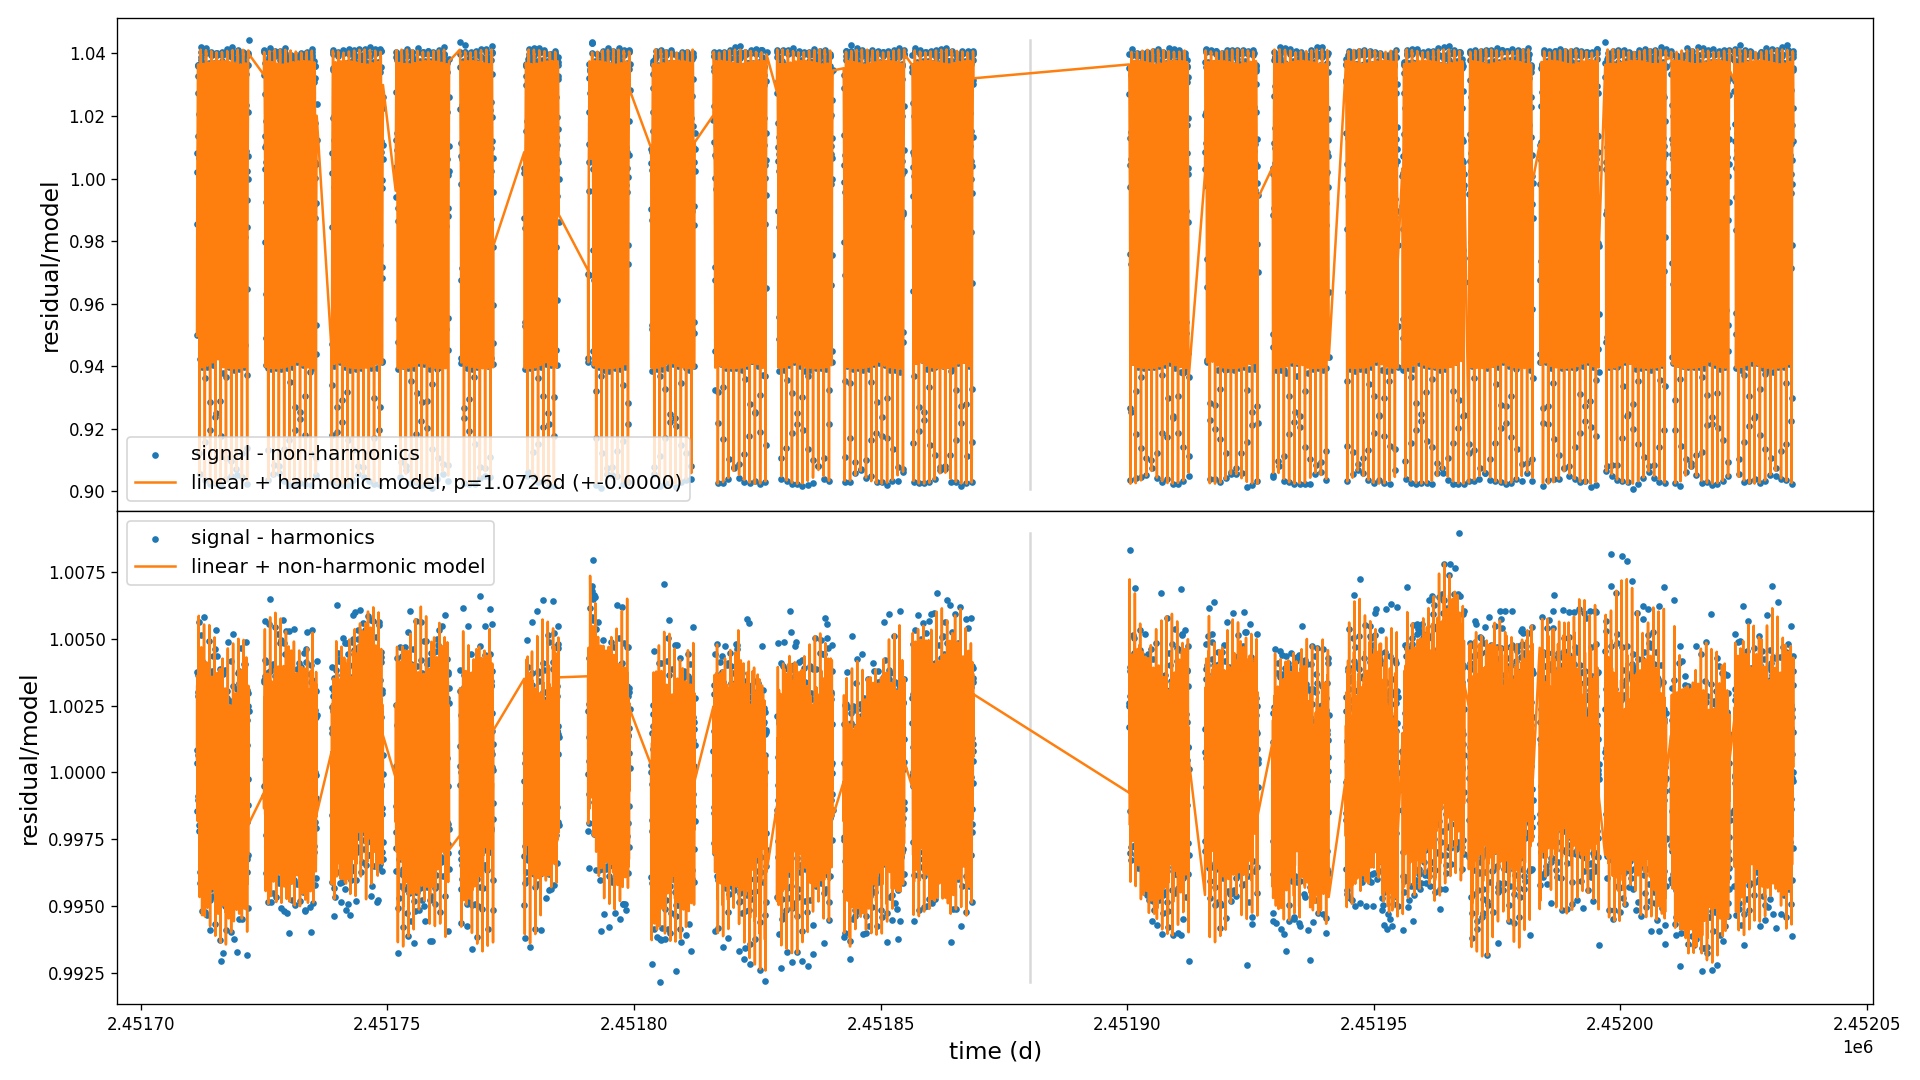 1.04
1.02
1.00
0.98
0.96
0.94
0.92
0.90
residual/model
signal - non-harmonics
linear + harmonic model, p=1.0726d (+-0.0000)
signal - harmonics
linear + non-harmonic model
1.0075
1.0050
1.0025
1.0000
0.9975
0.9950
0.9925
residual/model
2.45170 2.45175 2.45180 2.45185 2.45190 2.45195 2.45200 2.45205
time (d)
1e6